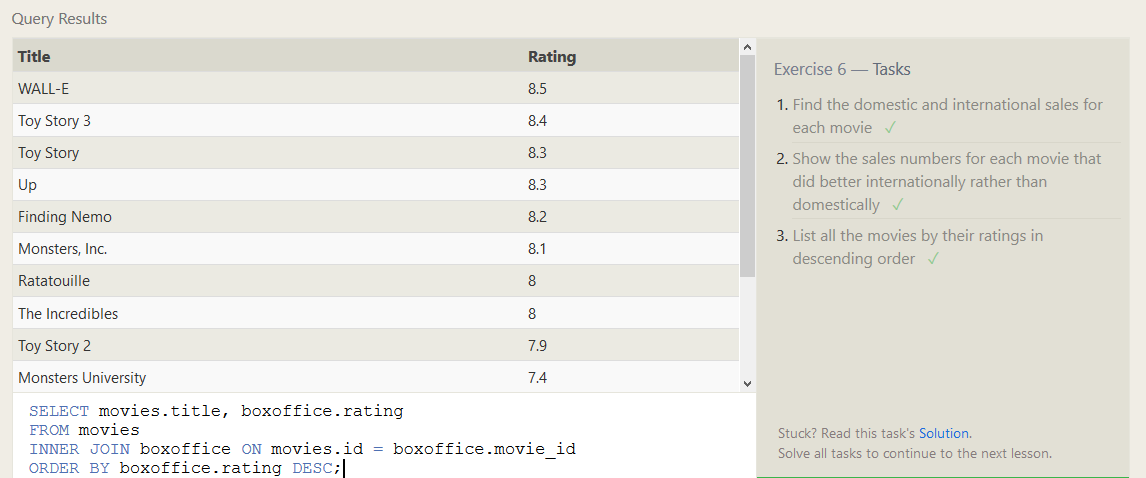 Query Results
Title Rating
WALL-E 8.5
Toy Story 3 8.4
Toy Story 8.3
Up 8.3
Finding Nemo 8.2
Monsters, Inc. 8.1
Ratatouille 8
The Incredibles 8
Toy Story 2 7.9
Monsters University 7.4
SELECT movies.title, boxoffice.rating
FROM movies
INNER JOIN boxoffice ON movies.id = boxoffice.movie_id
ORDER BY boxoffice.rating DESC;
Exercise 6 — Tasks
1. Find the domestic and international sales for
each movie ✓
2. Show the sales numbers for each movie that
did better internationally rather than
domestically ✓
3. List all the movies by their ratings in
descending order ✓
Stuck? Read this task's Solution.
Solve all tasks to continue to the next lesson.